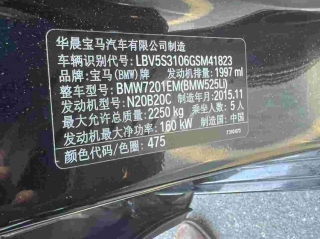 华晨宝马汽车有限公司制造
车辆识别代号: LBV5S3106GSM41823
品牌: 宝马(BMW)牌 发动机排量: 1997 ml
整车型号: BMW7201EM(BMW525Li)
发动机型号: N20B20C 制造年月: 2015.11
最大允许总质量: 2250 kg 乘坐人数: 5 人
发动机最大净功率: 160 kW 制造国: 中国
颜色代码/色圈: 475